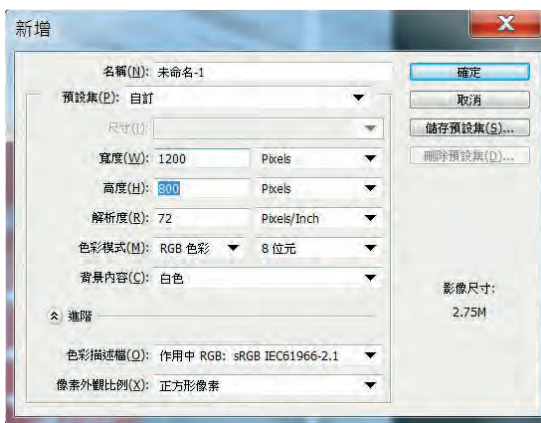 新增
名稱(N): 未命名-1
確定
預設集(P): 自訂
取消
尺寸(I):
儲存預設集(S)...
寬度(W): 1200 Pixels
刪除預設集(D)...
高度(H): 800 Pixels
解析度(R): 72 Pixels/Inch
色彩模式(M): RGB 色彩 8 位元
背景內容(C): 白色
影像尺寸:
2.75M
進階
色彩描述檔(O): 作用中 RGB: sRGB IEC61966-2.1
像素外觀比例(X): 正方形像素